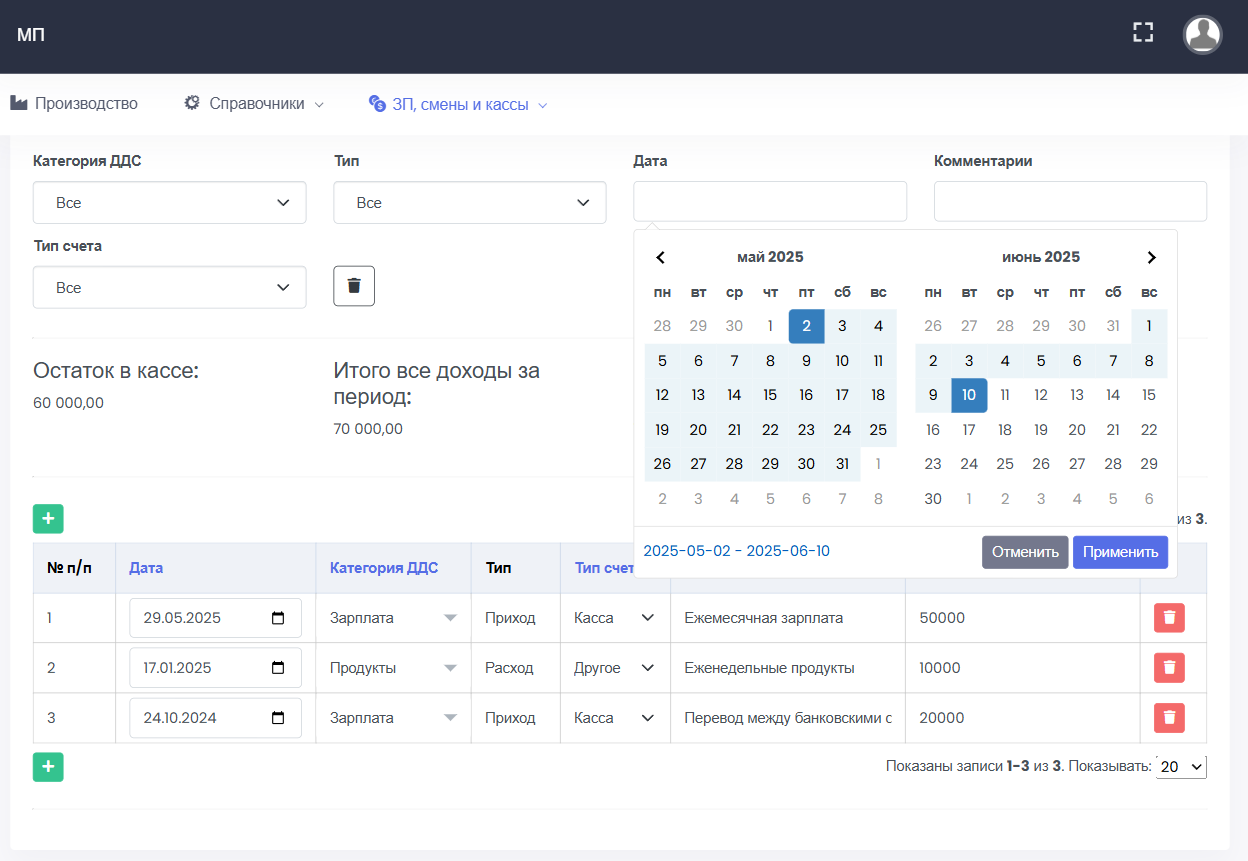 МП
Производство Справочники ЗП, смены и кассы
Категория ДДС Тип Дата Комментарии
Все Все
Тип счета
Все
май 2025 июнь 2025
пн вт ср чт пт сб вс пн вт ср чт пт сб вс
28 29 30 1 2 3 4 26 27 28 29 30 31 1
5 6 7 8 9 10 11 2 3 4 5 6 7 8
12 13 14 15 16 17 18 9 10 11 12 13 14 15
19 20 21 22 23 24 25 16 17 18 19 20 21 22
26 27 28 29 30 31 1 23 24 25 26 27 28 29
2 3 4 5 6 7 8 30 1 2 3 4 5 6
2025-05-02 - 2025-06-10 Отменить Применить
Остаток в кассе: Итого все доходы за период:
60 000,00 70 000,00
из 3.
№ п/п Дата Категория ДДС Тип Тип счет
1 29.05.2025 Зарплата Приход Касса Ежемесячная зарплата 50000
2 17.01.2025 Продукты Расход Другое Еженедельные продукты 10000
3 24.10.2024 Зарплата Приход Касса Перевод между банковскими с 20000
Показаны записи 1-3 из 3. Показывать: 20